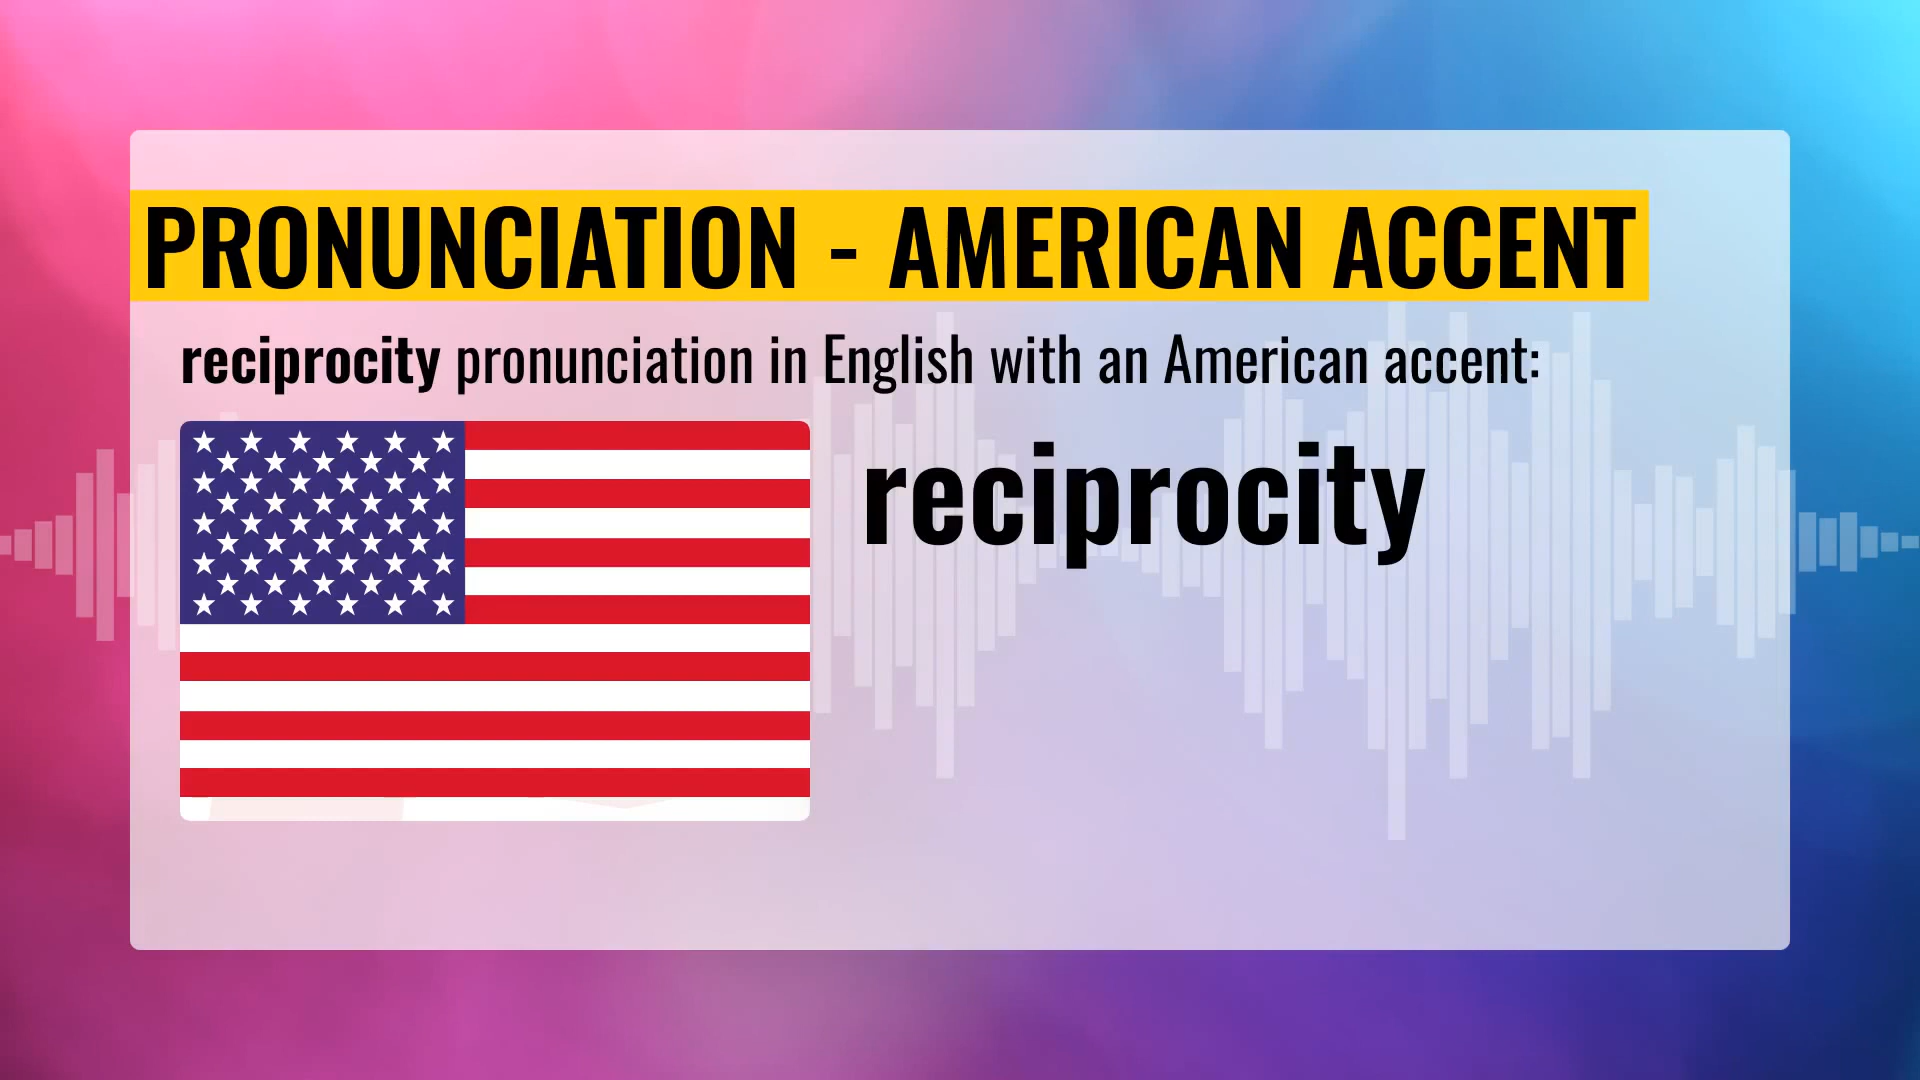 PRONUNCIATION - AMERICAN ACCENT
reciprocity pronunciation in English with an American accent:
reciprocity